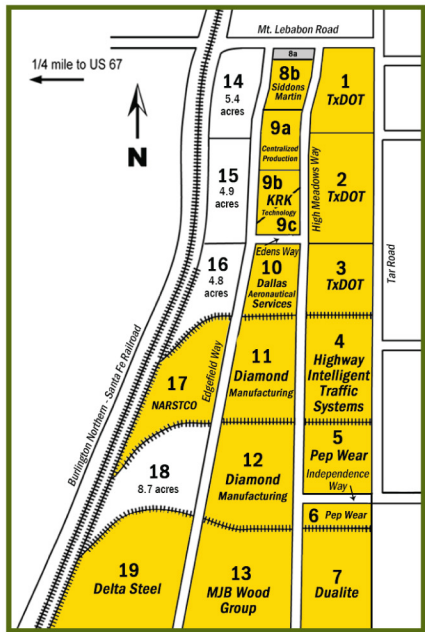 Mt. Lebabon Road
1/4 mile to US 67
N
8a
8b
Siddons
Martin
1
TxDOT
14
5.4
acres
9a
Centralized
Production
High Meadows Way
15
4.9
acres
9b
KRK
Technology
9c
2
TxDOT
Tar Road
Edens Way
16
4.8
acres
10
Dallas
Aeronautical
Services
3
TxDOT
Burlington Northern - Santa Fe Railroad
Edgefield Way
17
NARSTCO
11
Diamond
Manufacturing
4
Highway
Intelligent
Traffic
Systems
18
8.7 acres
12
Diamond
Manufacturing
5
Pep Wear
Independence
Way
6 Pep Wear
19
Delta Steel
13
MJB Wood
Group
7
Dualite